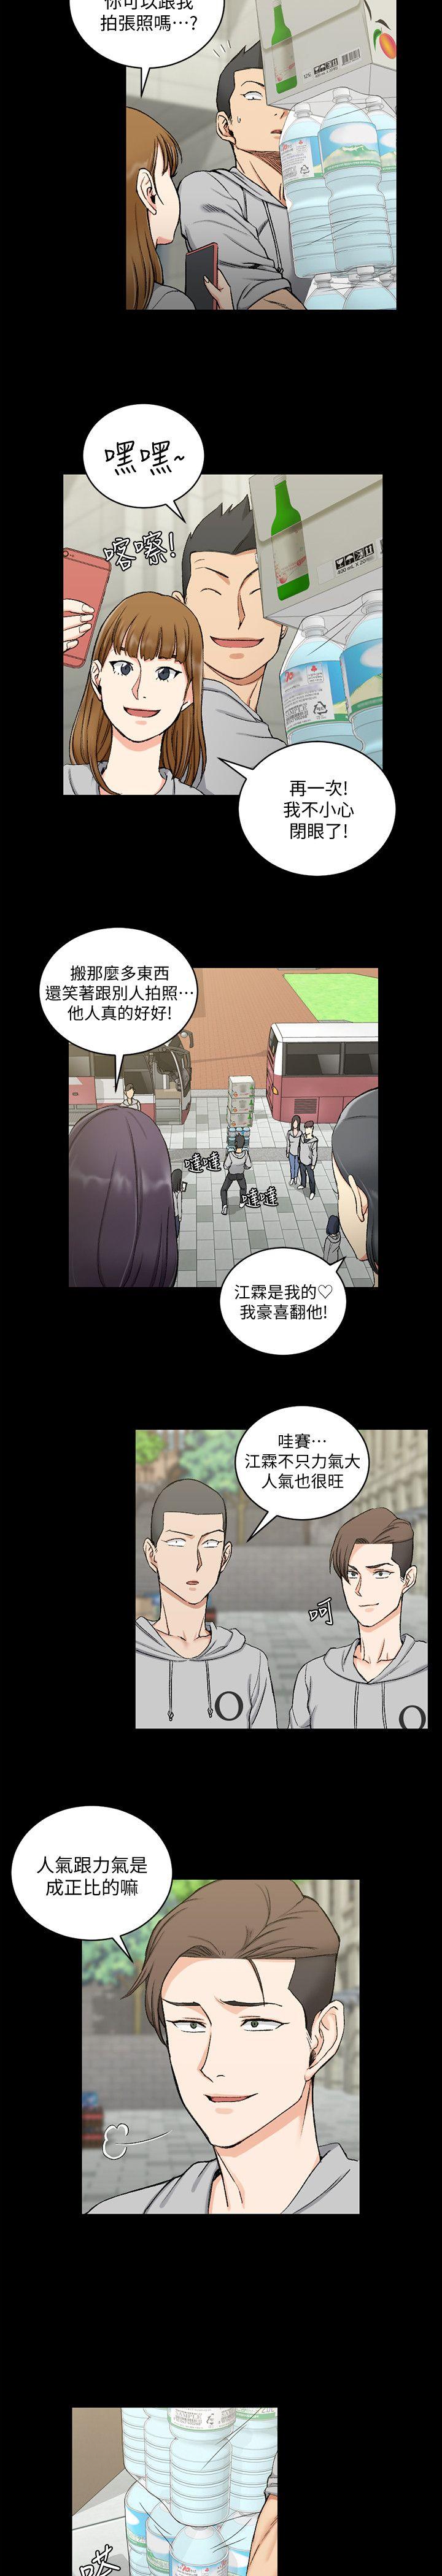 你可以跟我
拍張照嗎…?
嘿嘿~
喀嚓!
400 mL X 20
再一次!
我不小心
閉眼了!
搬那麼多東西
還笑著跟別人拍照…
他人真的好好!
噠噠
噠噠
江霖是我的♡
我豪喜翻他!
哇賽…
江霖不只力氣大
人氣也很旺
呵
O
O
人氣跟力氣是
成正比的嘛
嗒